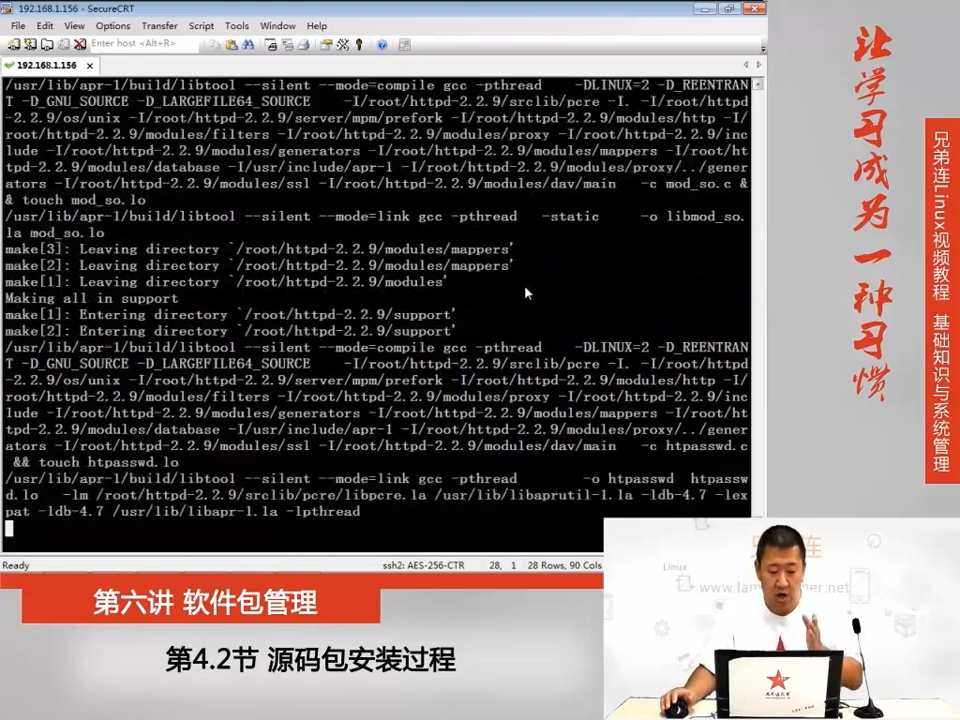 192.168.1.156 - SecureCRT
File Edit View Options Transfer Script Tools Window Help
Enter host <Alt+R>
192.168.1.156
/usr/lib/apr-1/build/libtool --silent --mode=compile gcc -pthread -DLINUX=2 -D_REENTRAN
T -D_GNU_SOURCE -D_LARGEFILE64_SOURCE -I/root/httpd-2.2.9/srclib/pcre -I. -I/root/httpd
-2.2.9/os/unix -I/root/httpd-2.2.9/server/mpm/prefork -I/root/httpd-2.2.9/modules/http -I/
root/httpd-2.2.9/modules/filters -I/root/httpd-2.2.9/modules/proxy -I/root/httpd-2.2.9/inc
lude -I/root/httpd-2.2.9/modules/generators -I/root/httpd-2.2.9/modules/mappers -I/root/ht
tpd-2.2.9/modules/database -I/usr/include/apr-1 -I/root/httpd-2.2.9/modules/proxy/../gener
ators -I/root/httpd-2.2.9/modules/ssl -I/root/httpd-2.2.9/modules/dav/main -c mod_so.c &
& touch mod_so.lo
/usr/lib/apr-1/build/libtool --silent --mode=link gcc -pthread -static -o libmod_so.
la mod_so.lo
make[3]: Leaving directory `/root/httpd-2.2.9/modules/mappers'
make[2]: Leaving directory `/root/httpd-2.2.9/modules/mappers'
make[1]: Leaving directory `/root/httpd-2.2.9/modules'
Making all in support
make[1]: Entering directory `/root/httpd-2.2.9/support'
make[2]: Entering directory `/root/httpd-2.2.9/support'
/usr/lib/apr-1/build/libtool --silent --mode=compile gcc -pthread -DLINUX=2 -D_REENTRAN
T -D_GNU_SOURCE -D_LARGEFILE64_SOURCE -I/root/httpd-2.2.9/srclib/pcre -I. -I/root/httpd
-2.2.9/os/unix -I/root/httpd-2.2.9/server/mpm/prefork -I/root/httpd-2.2.9/modules/http -I/
root/httpd-2.2.9/modules/filters -I/root/httpd-2.2.9/modules/proxy -I/root/httpd-2.2.9/inc
lude -I/root/httpd-2.2.9/modules/generators -I/root/httpd-2.2.9/modules/mappers -I/root/ht
tpd-2.2.9/modules/database -I/usr/include/apr-1 -I/root/httpd-2.2.9/modules/proxy/../gener
ators -I/root/httpd-2.2.9/modules/ssl -I/root/httpd-2.2.9/modules/dav/main -c htpasswd.c
&& touch htpasswd.lo
/usr/lib/apr-1/build/libtool --silent --mode=link gcc -pthread -o htpasswd htpassw
d.lo -lm /root/httpd-2.2.9/srclib/pcre/libpcre.la /usr/lib/libaprutil-1.la -ldb-4.7 -lex
pat -ldb-4.7 /usr/lib/libapr-1.la -lpthread
Ready ssh2: AES-256-CTR 28, 1 28 Rows, 90 Cols
让学习成为一种习惯
兄弟连Linux视频教程 基础知识与系统管理
第六讲 软件包管理
第4.2节 源码包安装过程
连
Linux